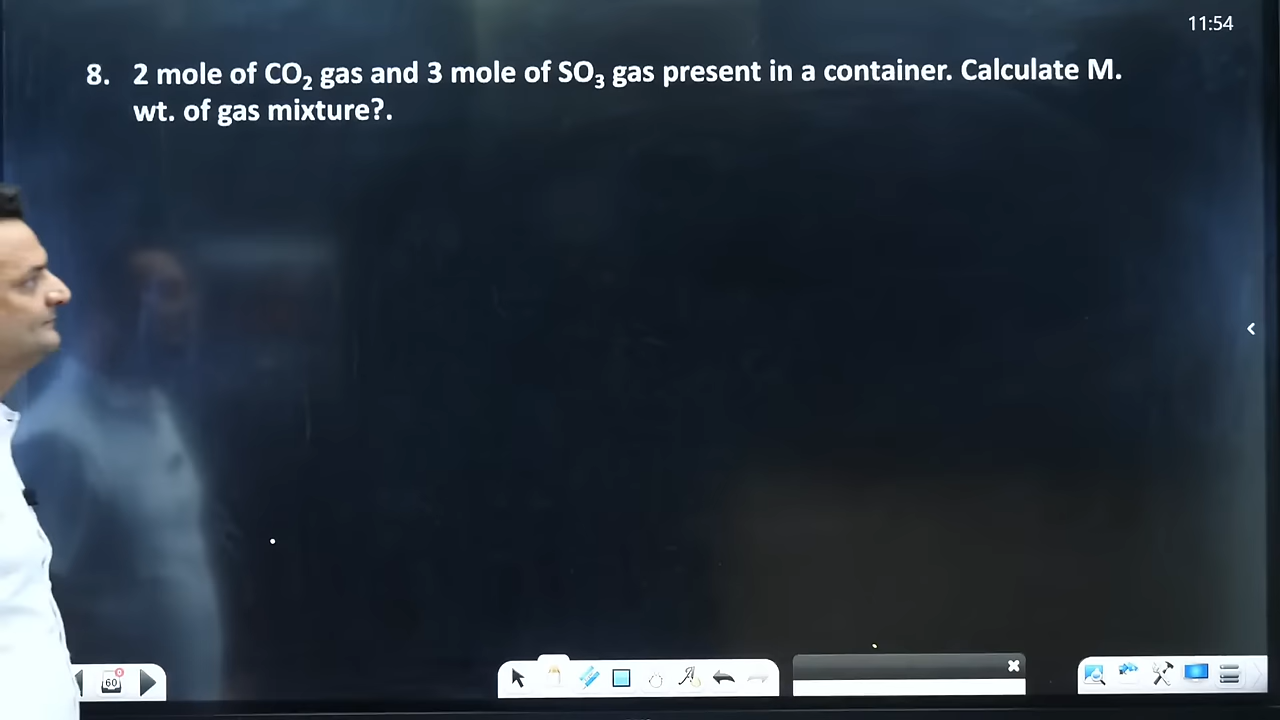 11:54
8. 2 mole of CO₂ gas and 3 mole of SO₃ gas present in a container. Calculate M.
wt. of gas mixture?.
60